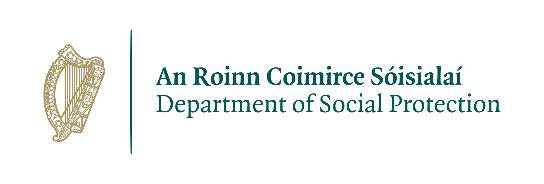 An Roinn Coimirce Sóisialaí
Department of Social Protection